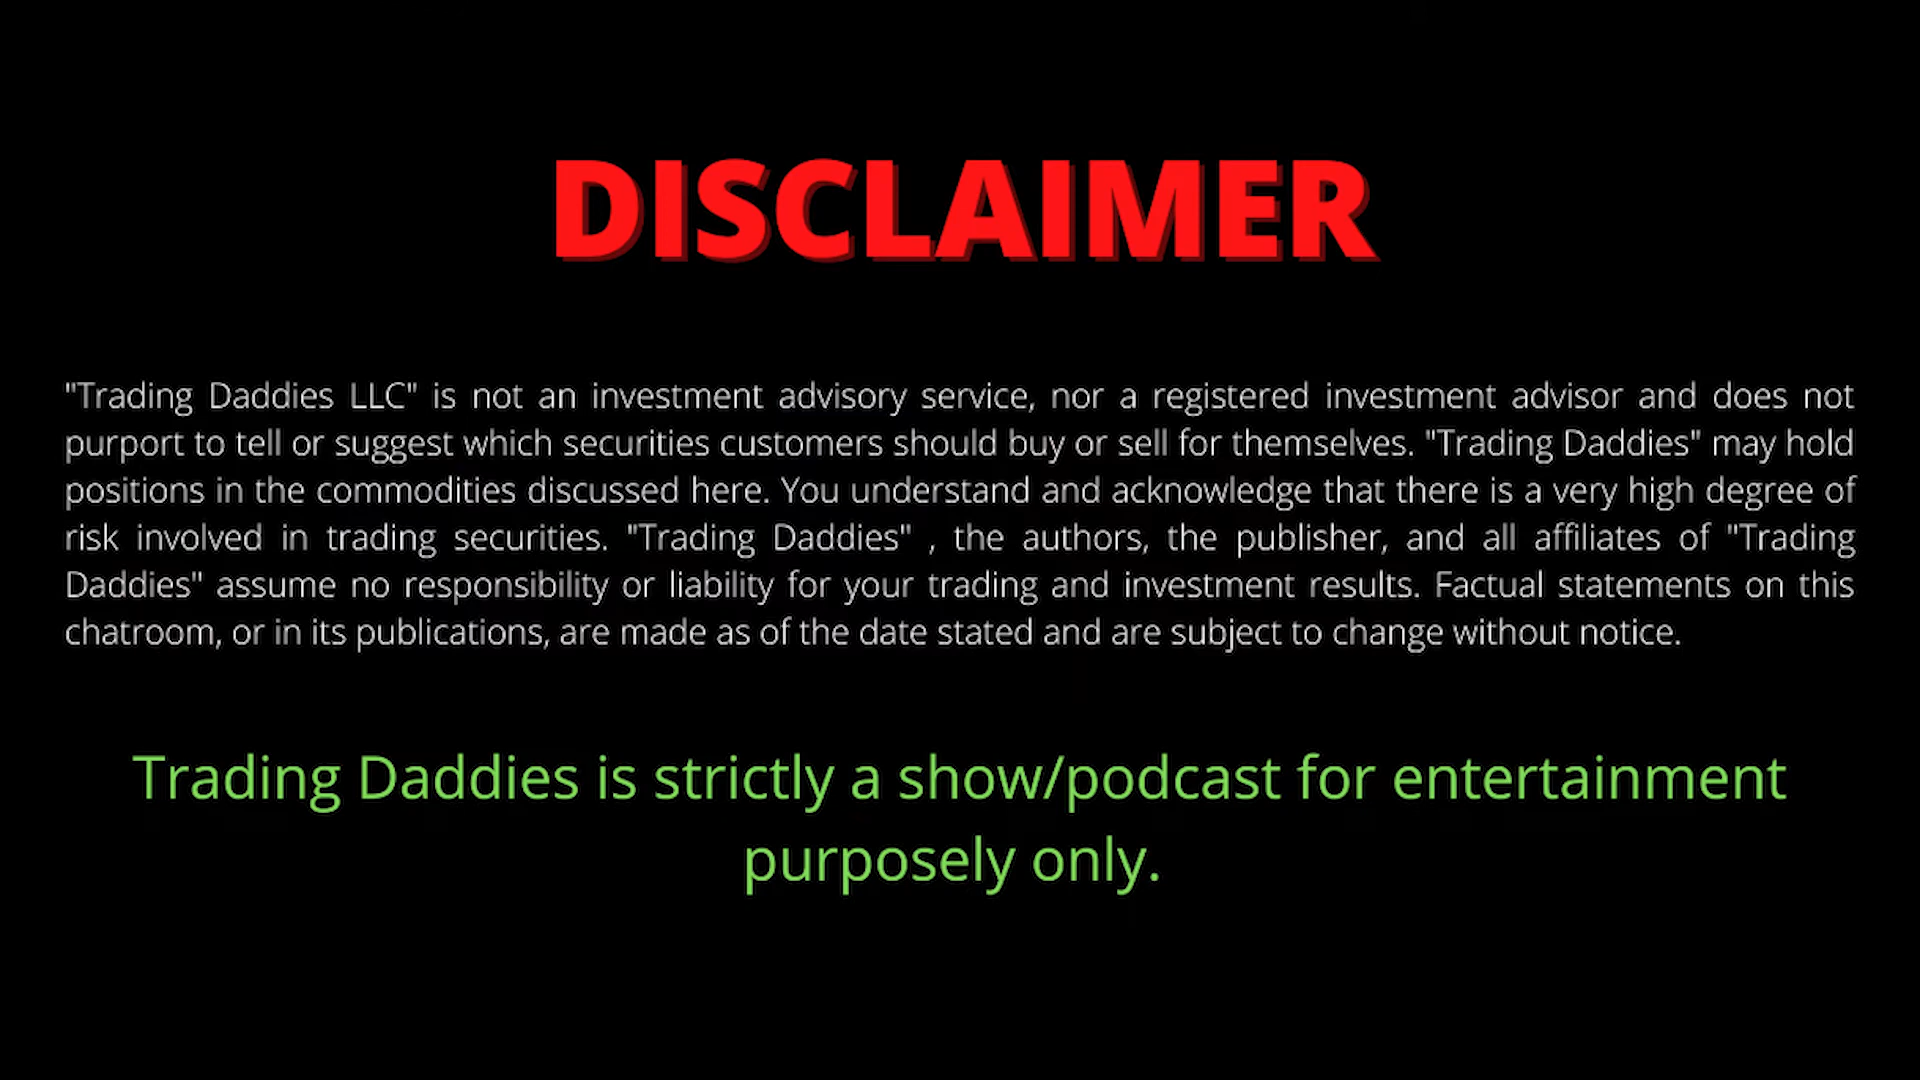 DISCLAIMER
"Trading Daddies LLC" is not an investment advisory service, nor a registered investment advisor and does not
purport to tell or suggest which securities customers should buy or sell for themselves. "Trading Daddies" may hold
positions in the commodities discussed here. You understand and acknowledge that there is a very high degree of
risk involved in trading securities. "Trading Daddies" , the authors, the publisher, and all affiliates of "Trading
Daddies" assume no responsibility or liability for your trading and investment results. Factual statements on this
chatroom, or in its publications, are made as of the date stated and are subject to change without notice.
Trading Daddies is strictly a show/podcast for entertainment
purposely only.